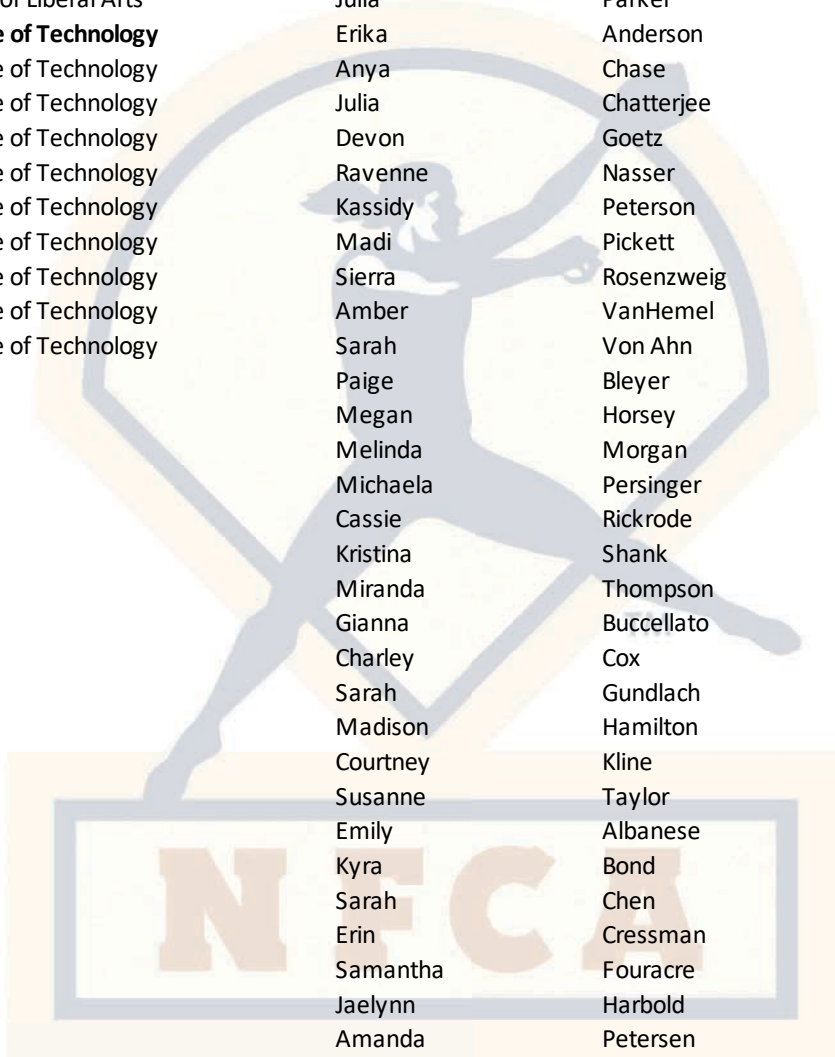 of Liberal Arts Julia Parker
e of Technology Erika Anderson
e of Technology Anya Chase
e of Technology Julia Chatterjee
e of Technology Devon Goetz
e of Technology Ravenne Nasser
e of Technology Kassidy Peterson
e of Technology Madi Pickett
e of Technology Sierra Rosenzweig
e of Technology Amber VanHemel
e of Technology Sarah Von Ahn
Paige Bleyer
Megan Horsey
Melinda Morgan
Michaela Persinger
Cassie Rickrode
Kristina Shank
Miranda Thompson
Gianna Buccellato
TM
Charley Cox
Sarah Gundlach
Madison Hamilton
Courtney Kline
Susanne Taylor
Emily Albanese
Kyra Bond
Sarah Chen
Erin Cressman
Samantha Fouracre
Jaelynn Harbold
Amanda Petersen
NFCA